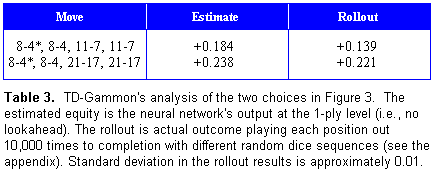 Move Estimate Rollout
8-4*, 8-4, 11-7, 11-7 +0.184 +0.139
8-4*, 8-4, 21-17, 21-17 +0.238 +0.221
Table 3. TD-Gammon's analysis of the two choices in Figure 3. The
estimated equity is the neural network's output at the 1-ply level (i.e., no
lookahead). The rollout is actual outcome playing each position out
10,000 times to completion with different random dice sequences (see the
appendix). Standard deviation in the rollout results is approximately 0.01.